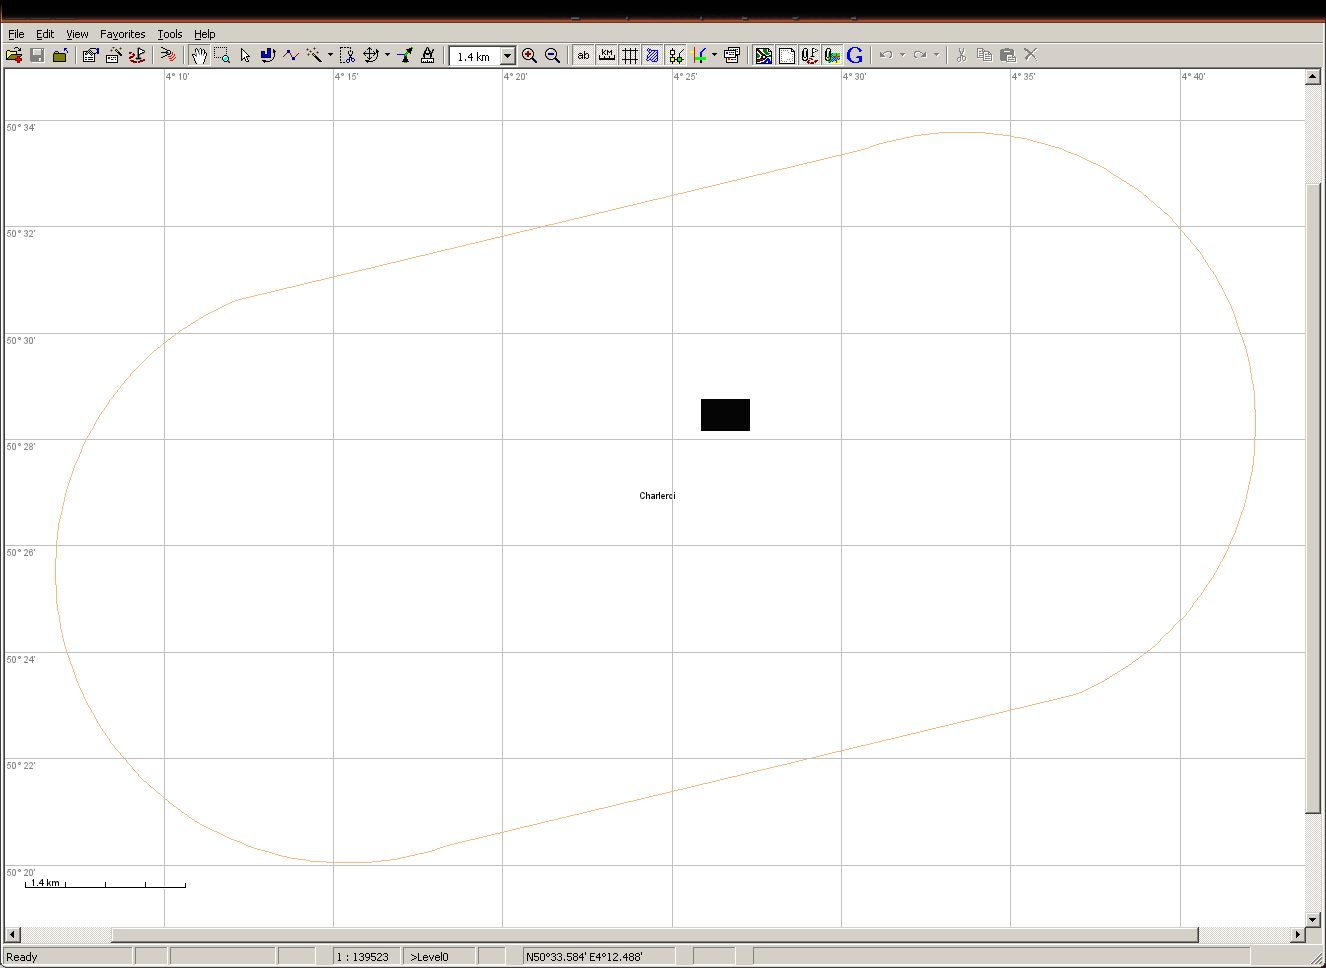 File Edit View Favorites Tools Help
1.4 km ab KM G
4° 10' 4° 15' 4° 20' 4° 25' 4° 30' 4° 35' 4° 40'
50° 34'
50° 32'
50° 30'
50° 28'
Charleroi
50° 26'
50° 24'
50° 22'
50° 20'
1.4 km
Ready 1 : 139523 >Level0 N50°33.584' E4°12.488'